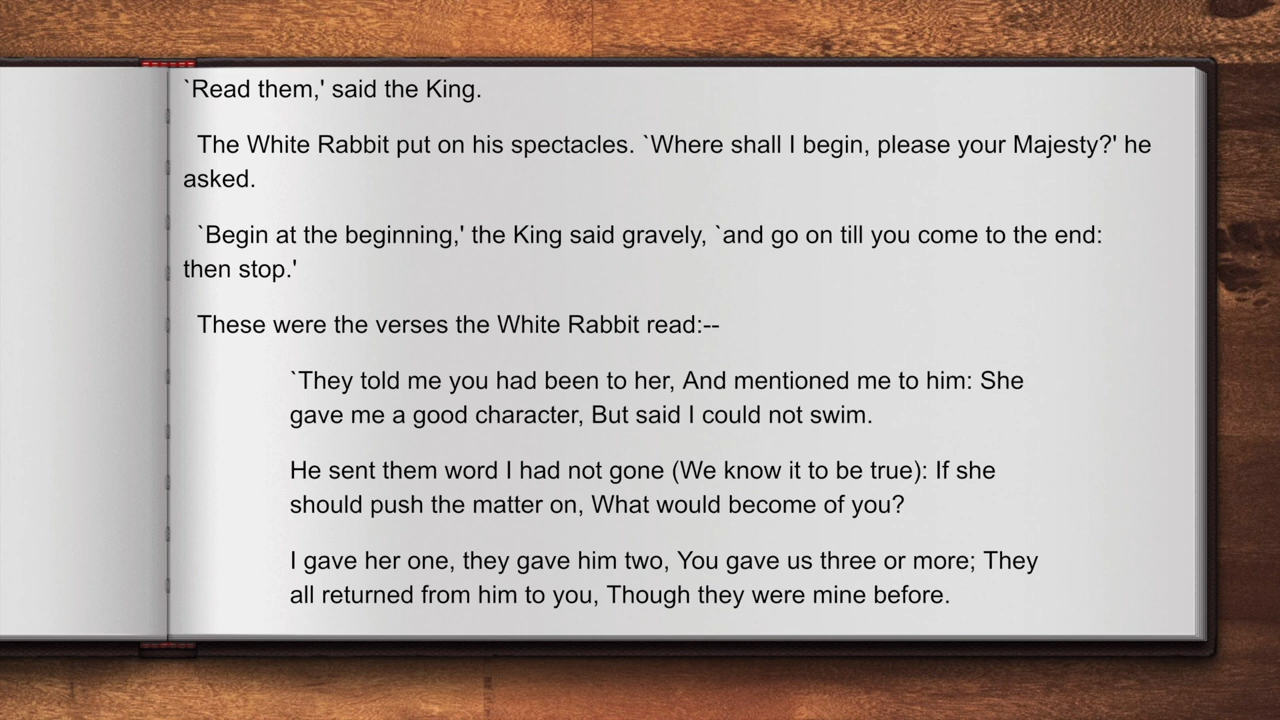 `Read them,' said the King.
The White Rabbit put on his spectacles. `Where shall I begin, please your Majesty?' he
asked.
`Begin at the beginning,' the King said gravely, `and go on till you come to the end:
then stop.'
These were the verses the White Rabbit read:--
`They told me you had been to her, And mentioned me to him: She
gave me a good character, But said I could not swim.
He sent them word I had not gone (We know it to be true): If she
should push the matter on, What would become of you?
I gave her one, they gave him two, You gave us three or more; They
all returned from him to you, Though they were mine before.